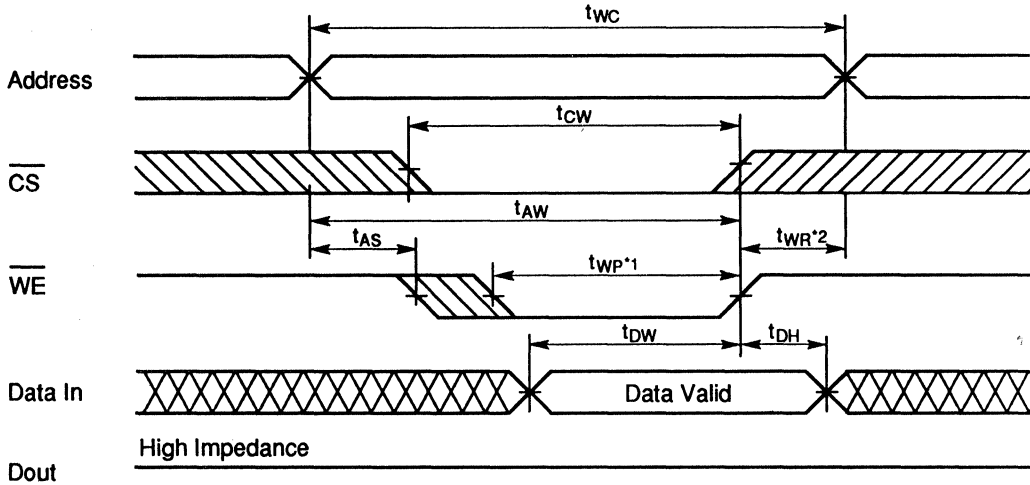 tWC
Address
tCW
CS
tAW
tAS
tWR*2
WE
tWP*1
tDW
tDH
Data In
Data Valid
High Impedance
Dout